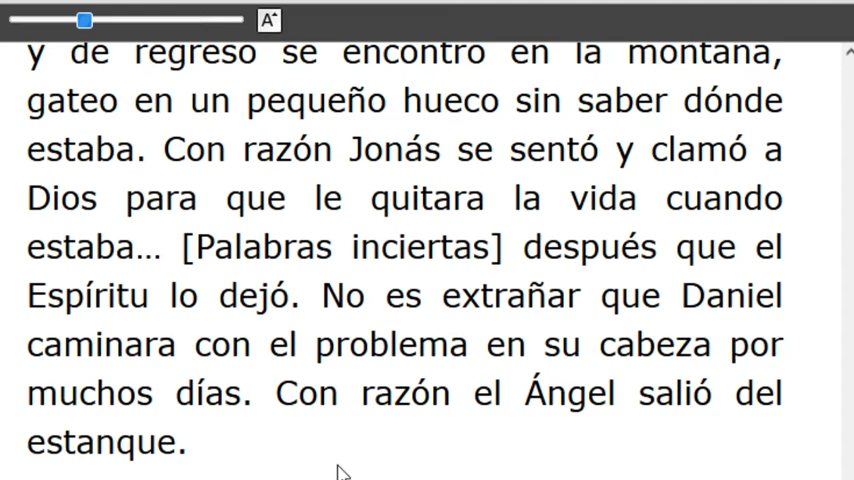 A
y de regreso se encontró en la montaña,
gateo en un pequeño hueco sin saber dónde
estaba. Con razón Jonás se sentó y clamó a
Dios para que le quitara la vida cuando
estaba... [Palabras inciertas] después que el
Espíritu lo dejó. No es extrañar que Daniel
caminara con el problema en su cabeza por
muchos días. Con razón el Ángel salió del
estanque.